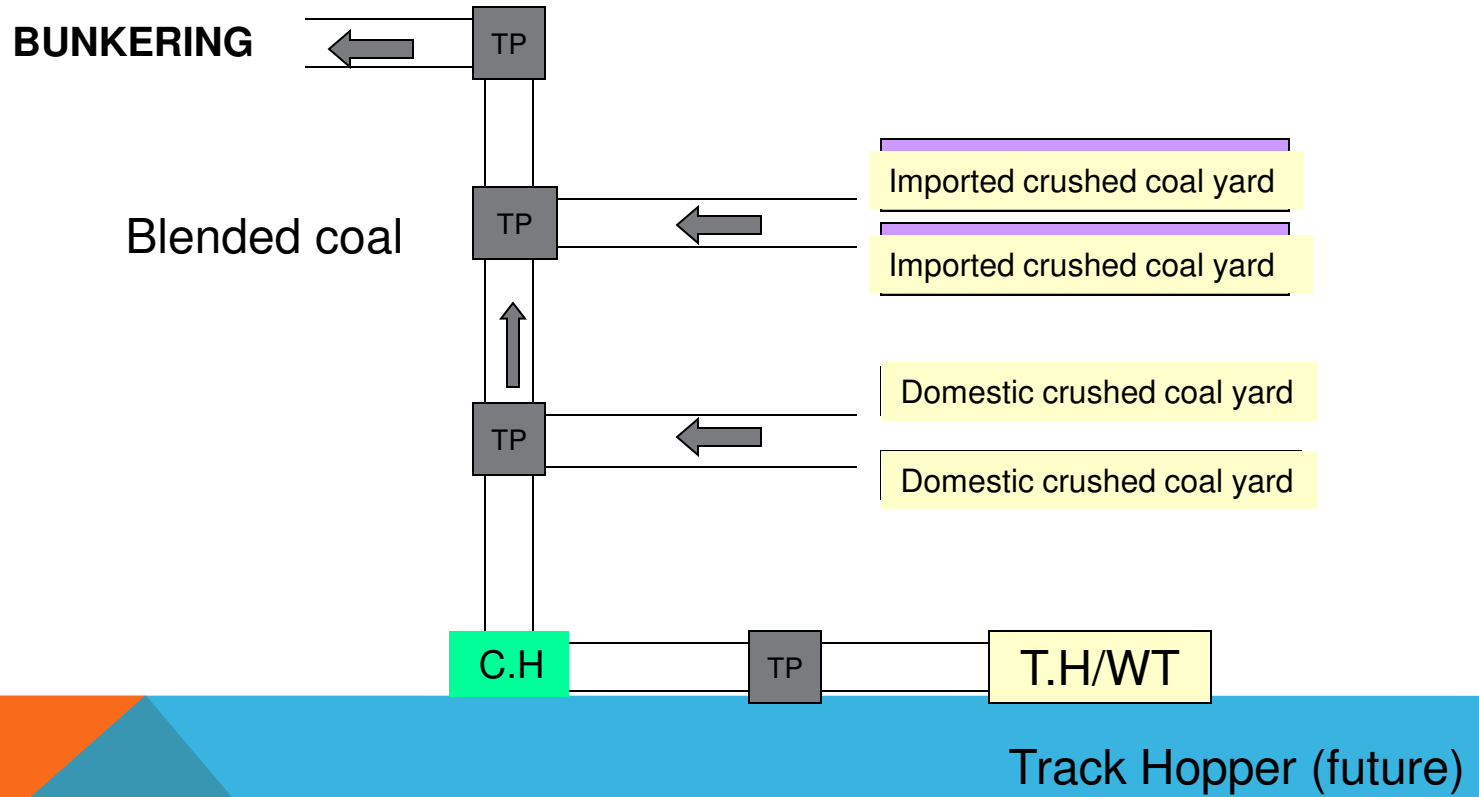 BUNKERING
TP
Imported crushed coal yard
Blended coal
TP
Imported crushed coal yard
Domestic crushed coal yard
TP
Domestic crushed coal yard
C.H
TP
T.H/WT
Track Hopper (future)